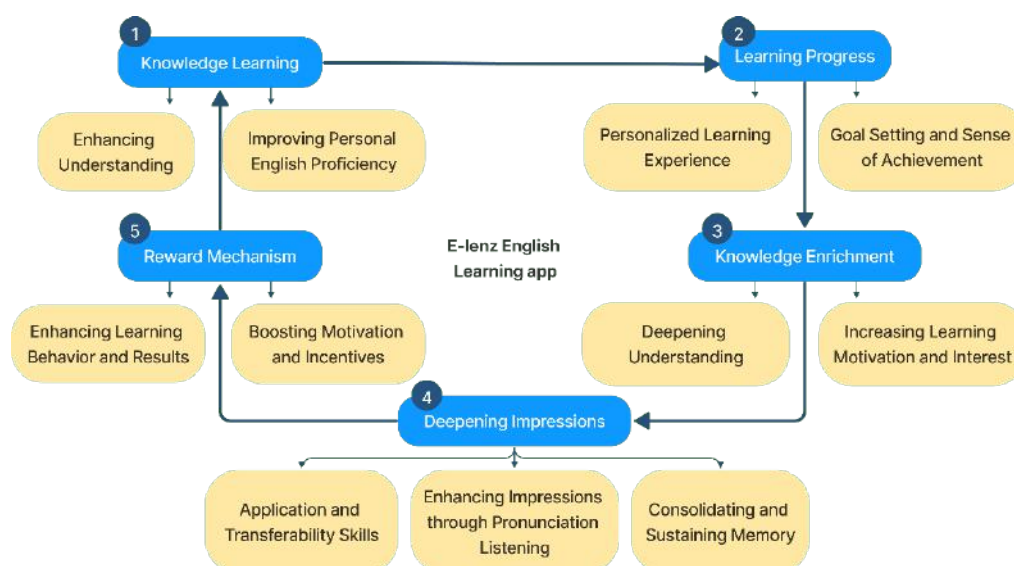 1
Knowledge Learning
Enhancing
Understanding
Improving Personal
English Proficiency
2
Learning Progress
Personalized Learning
Experience
Goal Setting and Sense
of Achievement
5
Reward Mechanism
Enhancing Learning
Behavior and Results
Boosting Motivation
and Incentives
E-lenz English
Learning app
3
Knowledge Enrichment
Deepening
Understanding
Increasing Learning
Motivation and Interest
4
Deepening Impressions
Application and
Transferability Skills
Enhancing Impressions
through Pronunciation
Listening
Consolidating and
Sustaining Memory